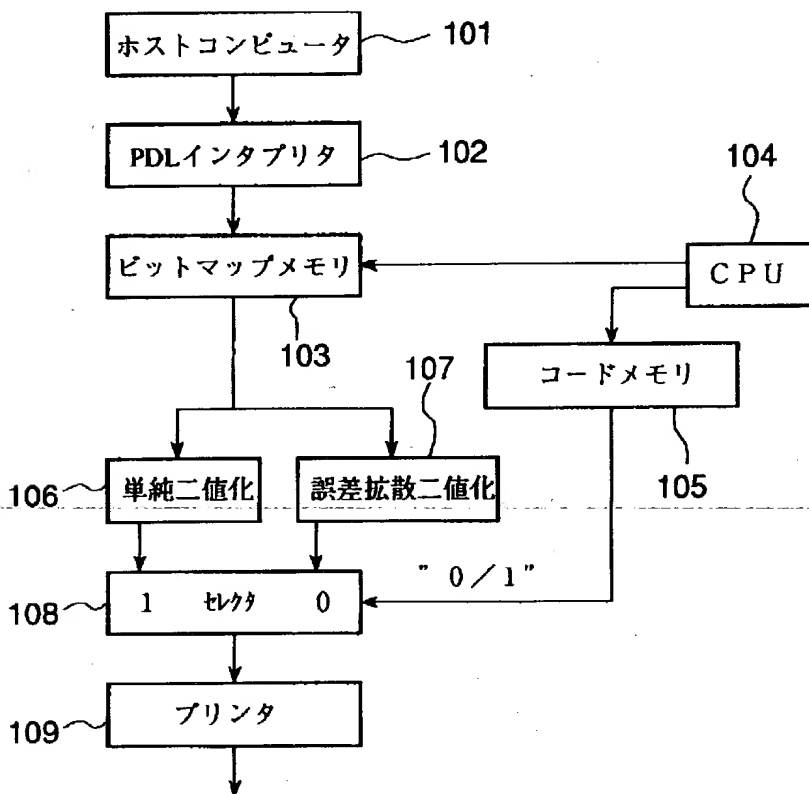 ホストコンピュータ
101
PDLインタプリタ
102
104
ビットマップメモリ
CPU
103
107
コードメモリ
105
106
単純二値化
誤差拡散二値化
"0/1"
108
1 セレクタ 0
プリンタ
109